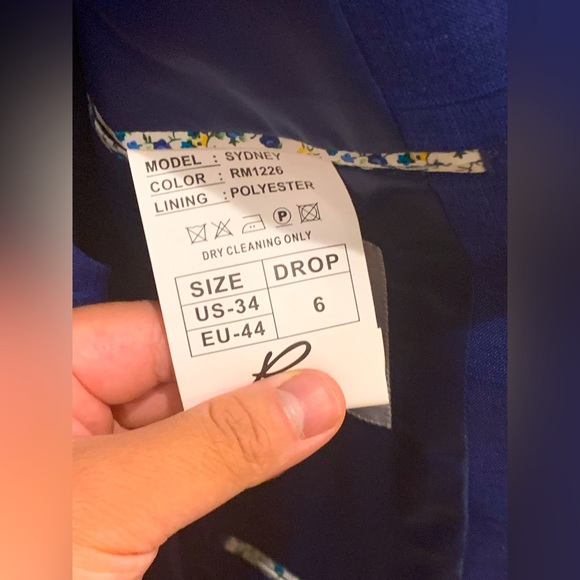 MODEL : SYDNEY
COLOR : RM1226
LINING : POLYESTER
P
DRY CLEANING ONLY
SIZE DROP
US-34 6
EU-44